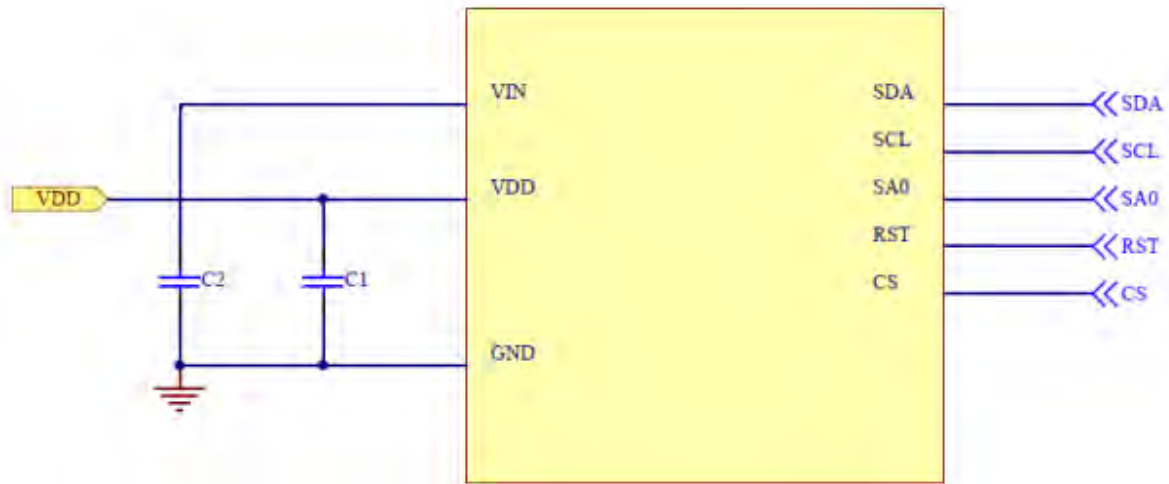 VIN
SDA
SDA
SCL
SCL
VDD
VDD
SA0
SA0
RST
RST
C2
C1
CS
CS
GND